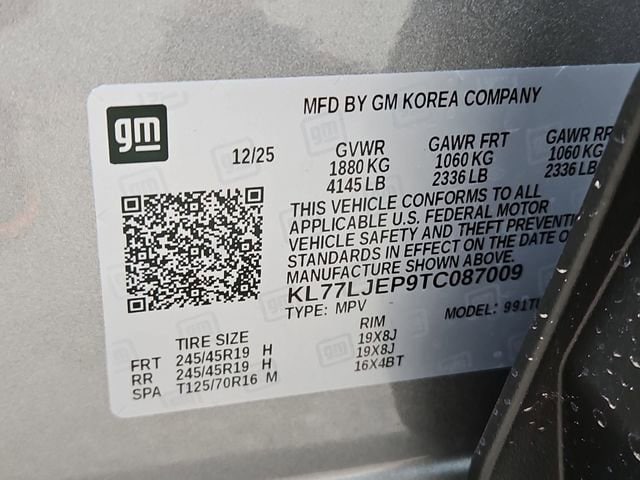 gm
MFD BY GM KOREA COMPANY
12/25
GVWR GAWR FRT GAWR RR
1880 KG 1060 KG 1060 KG
4145 LB 2336 LB 2336 LB
THIS VEHICLE CONFORMS TO ALL
APPLICABLE U.S. FEDERAL MOTOR
VEHICLE SAFETY AND THEFT
STANDARDS IN EFFECT ON THE DATE
MANUFACTURE SHOWN ABOVE.
KL77LJEP9TC087009
TYPE: MPV MODEL:
TIRE SIZE RIM
FRT 245/45R19 H 19X8J
RR 245/45R19 H 19X8J
SPA T125/70R16 M 16X4BT